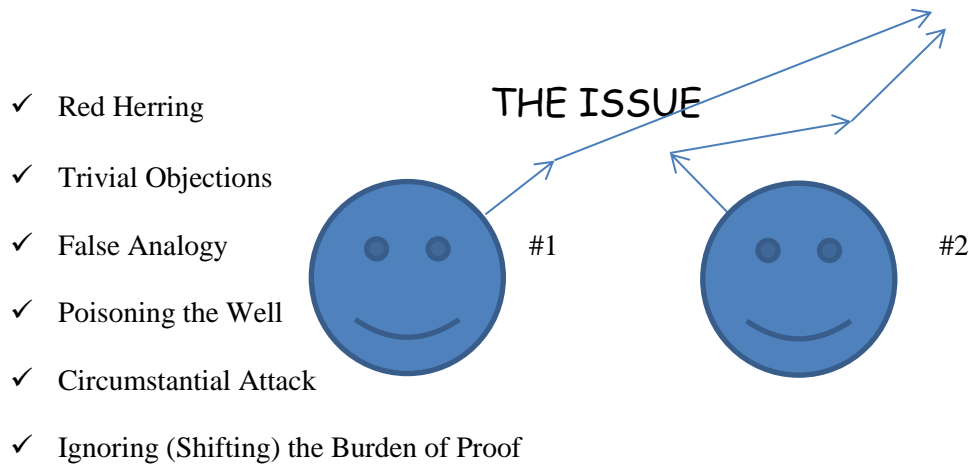 THE ISSUE
✓ Red Herring
✓ Trivial Objections
✓ False Analogy
#1
#2
✓ Poisoning the Well
✓ Circumstantial Attack
✓ Ignoring (Shifting) the Burden of Proof